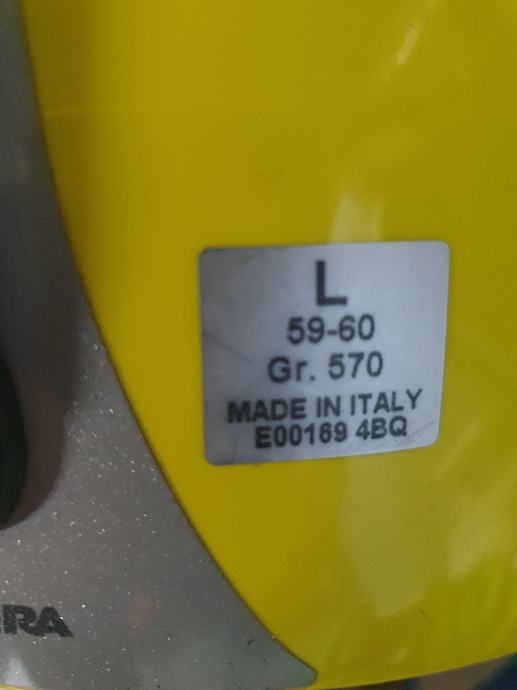 L
59-60
Gr. 570
MADE IN ITALY
E00169 4BQ